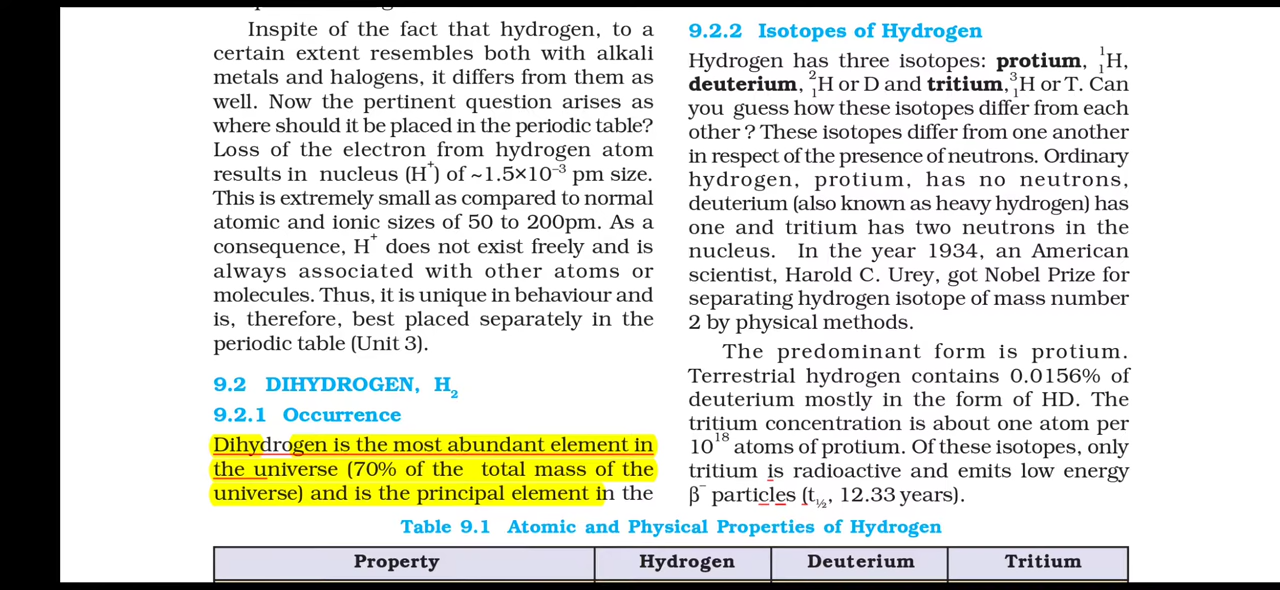 Inspite of the fact that hydrogen, to a
certain extent resembles both with alkali
metals and halogens, it differs from them as
well. Now the pertinent question arises as
where should it be placed in the periodic table?
Loss of the electron from hydrogen atom
results in nucleus (H⁺) of ~1.5×10⁻³ pm size.
This is extremely small as compared to normal
atomic and ionic sizes of 50 to 200pm. As a
consequence, H⁺ does not exist freely and is
always associated with other atoms or
molecules. Thus, it is unique in behaviour and
is, therefore, best placed separately in the
periodic table (Unit 3).
9.2 DIHYDROGEN, H₂
9.2.1 Occurrence
Dihydrogen is the most abundant element in
the universe (70% of the total mass of the
universe) and is the principal element in the
9.2.2 Isotopes of Hydrogen
Hydrogen has three isotopes: protium, ¹₁H,
deuterium, ²₁H or D and tritium, ³₁H or T. Can
you guess how these isotopes differ from each
other ? These isotopes differ from one another
in respect of the presence of neutrons. Ordinary
hydrogen, protium, has no neutrons,
deuterium (also known as heavy hydrogen) has
one and tritium has two neutrons in the
nucleus. In the year 1934, an American
scientist, Harold C. Urey, got Nobel Prize for
separating hydrogen isotope of mass number
2 by physical methods.
The predominant form is protium.
Terrestrial hydrogen contains 0.0156% of
deuterium mostly in the form of HD. The
tritium concentration is about one atom per
10¹⁸ atoms of protium. Of these isotopes, only
tritium is radioactive and emits low energy
β⁻ particles (t½, 12.33 years).
Table 9.1 Atomic and Physical Properties of Hydrogen
Property Hydrogen Deuterium Tritium